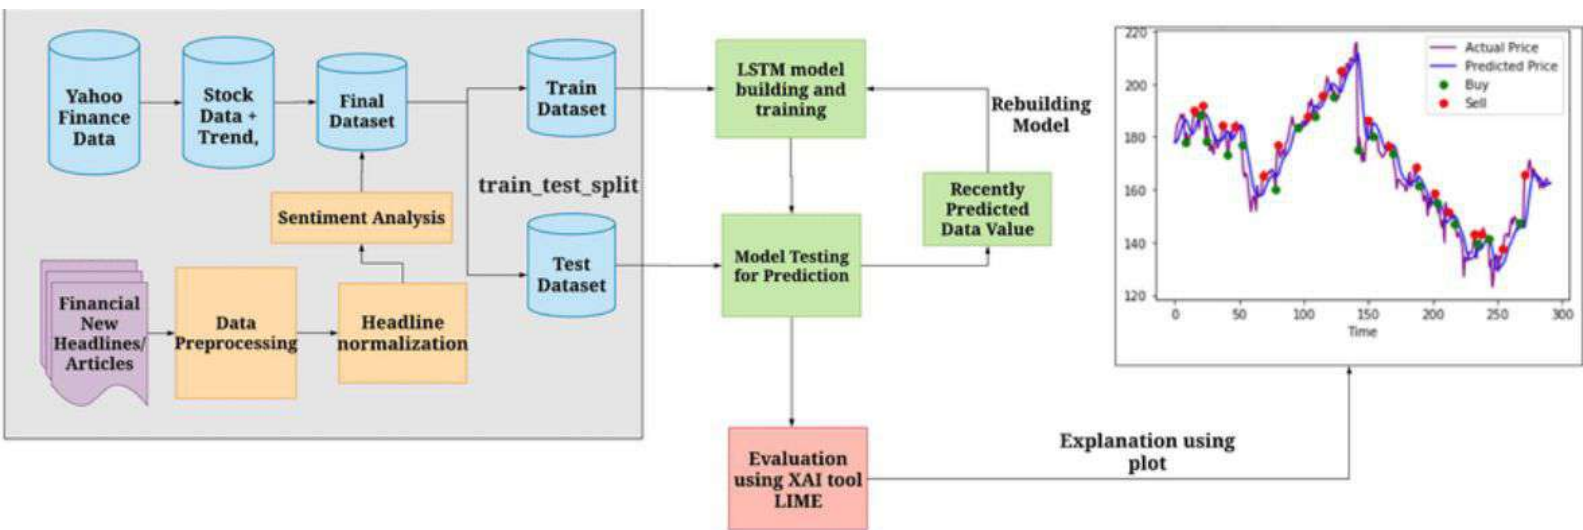 Yahoo
Finance
Data
Stock
Data +
Trend,
Final
Dataset
Train
Dataset
train_test_split
Sentiment Analysis
Test
Dataset
Financial
New
Headlines/
Articles
Data
Preprocessing
Headline
normalization
LSTM model
building and
training
Rebuilding
Model
Recently
Predicted
Data Value
Model Testing
for Prediction
Evaluation
using XAI tool
LIME
Explanation using
plot
220
200
180
160
140
120
0 50 100 150 200 250 300
Time
Actual Price
Predicted Price
Buy
Sell